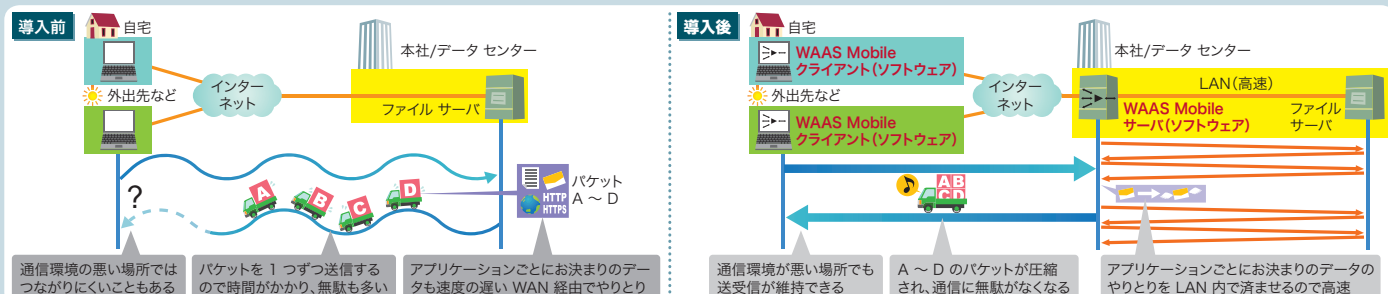 導入前
自宅
本社/データ センター
インター
ネット
外出先など
ファイル サーバ
?
A
B
C
D
HTTP
HTTPS
パケット
A ~ D
通信環境の悪い場所では
つながりにくいこともある
パケットを 1 つずつ送信する
ので時間がかかり、無駄も多い
アプリケーションごとにお決まりのデー
タも速度の遅い WAN 経由でやりとり
導入後
自宅
WAAS Mobile
クライアント(ソフトウェア)
本社/データ センター
インター
ネット
LAN(高速)
外出先など
WAAS Mobile
クライアント(ソフトウェア)
WAAS Mobile
サーバ(ソフトウェア)
ファイル
サーバ
AB
CD
通信環境が悪い場所でも
送受信が維持できる
A ~ D のパケットが圧縮
され、通信に無駄がなくなる
アプリケーションごとにお決まりのデータの
やりとりを LAN 内で済ませるので高速